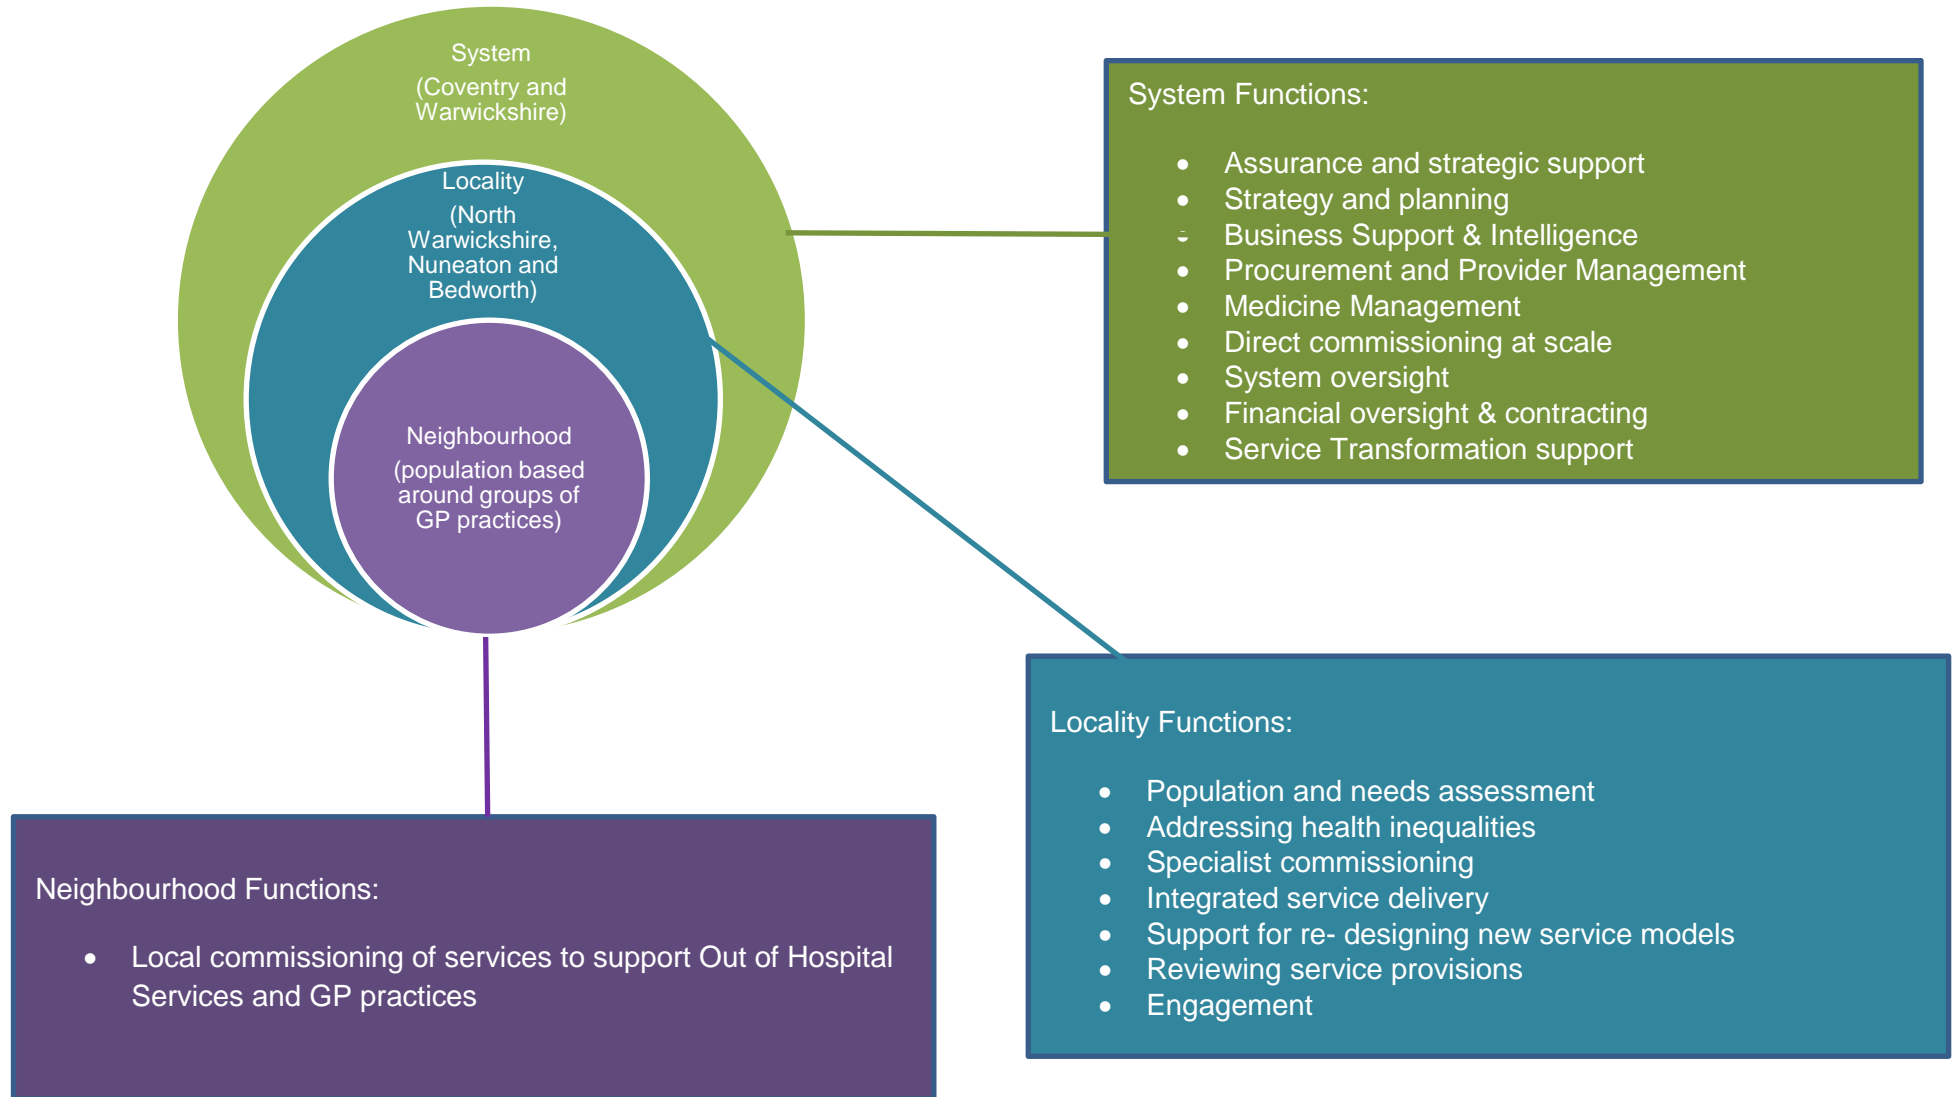 System
(Coventry and
Warwickshire)
Locality
(North
Warwickshire,
Nuneaton and
Bedworth)
Neighbourhood
(population based
around groups of
GP practices)
System Functions:
• Assurance and strategic support
• Strategy and planning
• Business Support & Intelligence
• Procurement and Provider Management
• Medicine Management
• Direct commissioning at scale
• System oversight
• Financial oversight & contracting
• Service Transformation support
Locality Functions:
• Population and needs assessment
• Addressing health inequalities
• Specialist commissioning
• Integrated service delivery
• Support for re- designing new service models
• Reviewing service provisions
• Engagement
Neighbourhood Functions:
• Local commissioning of services to support Out of Hospital
Services and GP practices